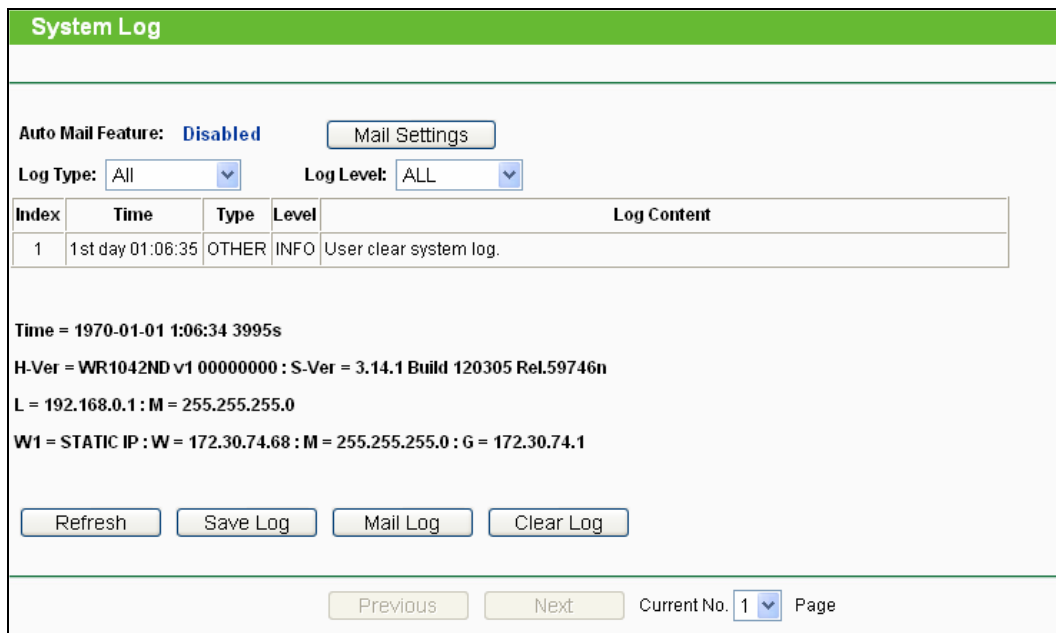 System Log
Auto Mail Feature: Disabled Mail Settings
Log Type: All Log Level: ALL
Index Time Type Level Log Content
1 1st day 01:06:35 OTHER INFO User clear system log.
Time = 1970-01-01 1:06:34 3995s
H-Ver = WR1042ND v1 00000000 : S-Ver = 3.14.1 Build 120305 Rel.59746n
L = 192.168.0.1 : M = 255.255.255.0
W1 = STATIC IP : W = 172.30.74.68 : M = 255.255.255.0 : G = 172.30.74.1
Refresh Save Log Mail Log Clear Log
Previous Next Current No. 1 Page